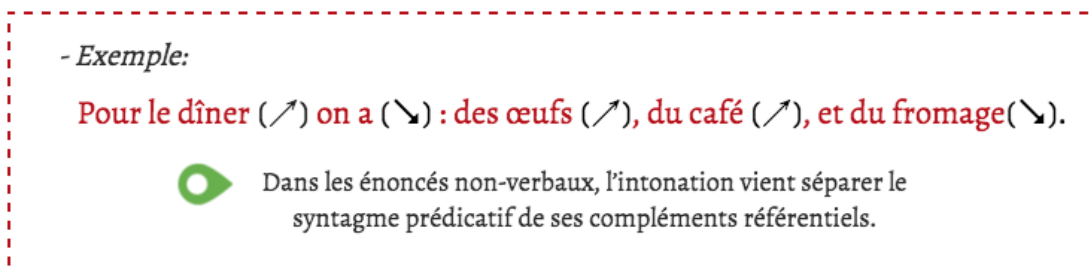 - Exemple:
Pour le dîner (↗) on a (↘) : des œufs (↗), du café (↗), et du fromage(↘).
Dans les énoncés non-verbaux, l'intonation vient séparer le
syntagme prédicatif de ses compléments référentiels.